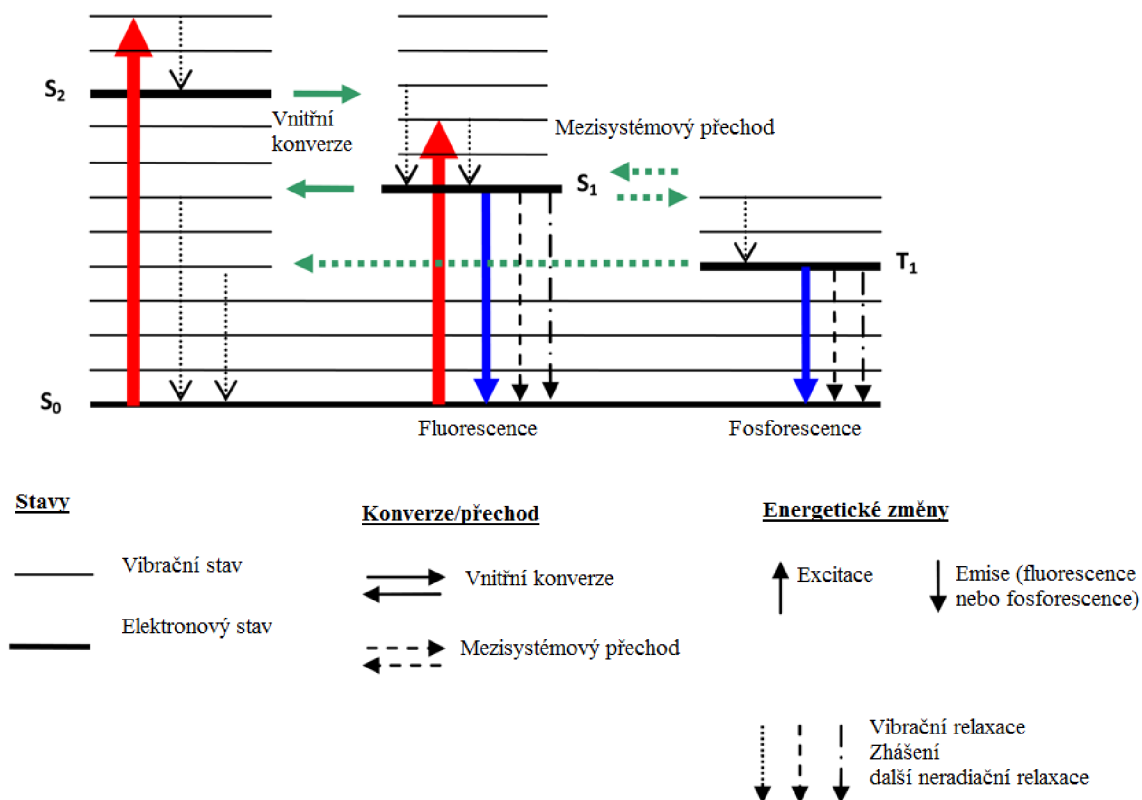 S2
Vnitřní
konverze
Mezisystémový přechod
S1
T1
S0
Fluorescence
Fosforescence
Stavy
Vibrační stav
Elektronový stav
Konverze/přechod
Vnitřní konverze
Mezisystémový přechod
Energetické změny
Excitace
Emise (fluorescence
nebo fosforescence)
Vibrační relaxace
Zhášení
další neradiační relaxace